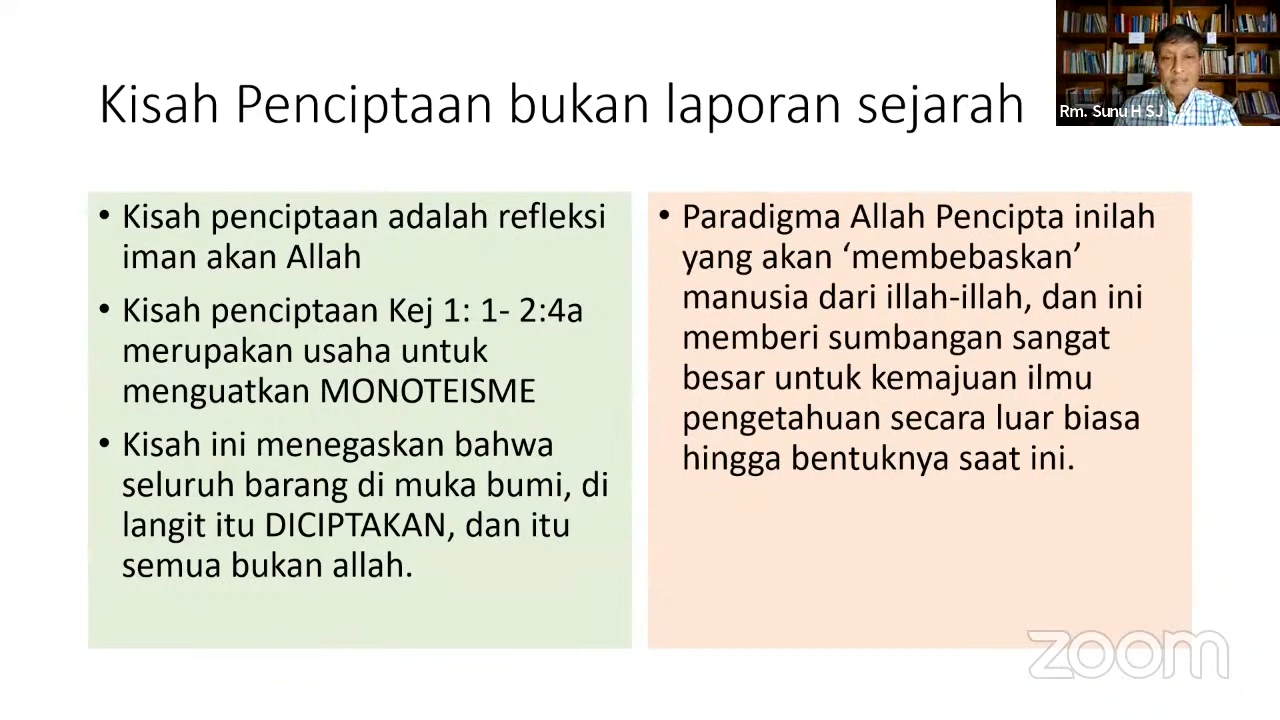 Kisah Penciptaan bukan laporan sejarah
Rm. Sunu H SJ
• Kisah penciptaan adalah refleksi
iman akan Allah
• Kisah penciptaan Kej 1: 1- 2:4a
merupakan usaha untuk
menguatkan MONOTEISME
• Kisah ini menegaskan bahwa
seluruh barang di muka bumi, di
langit itu DICIPTAKAN, dan itu
semua bukan allah.
• Paradigma Allah Pencipta inilah
yang akan ‘membebaskan’
manusia dari illah-illah, dan ini
memberi sumbangan sangat
besar untuk kemajuan ilmu
pengetahuan secara luar biasa
hingga bentuknya saat ini.
zoom